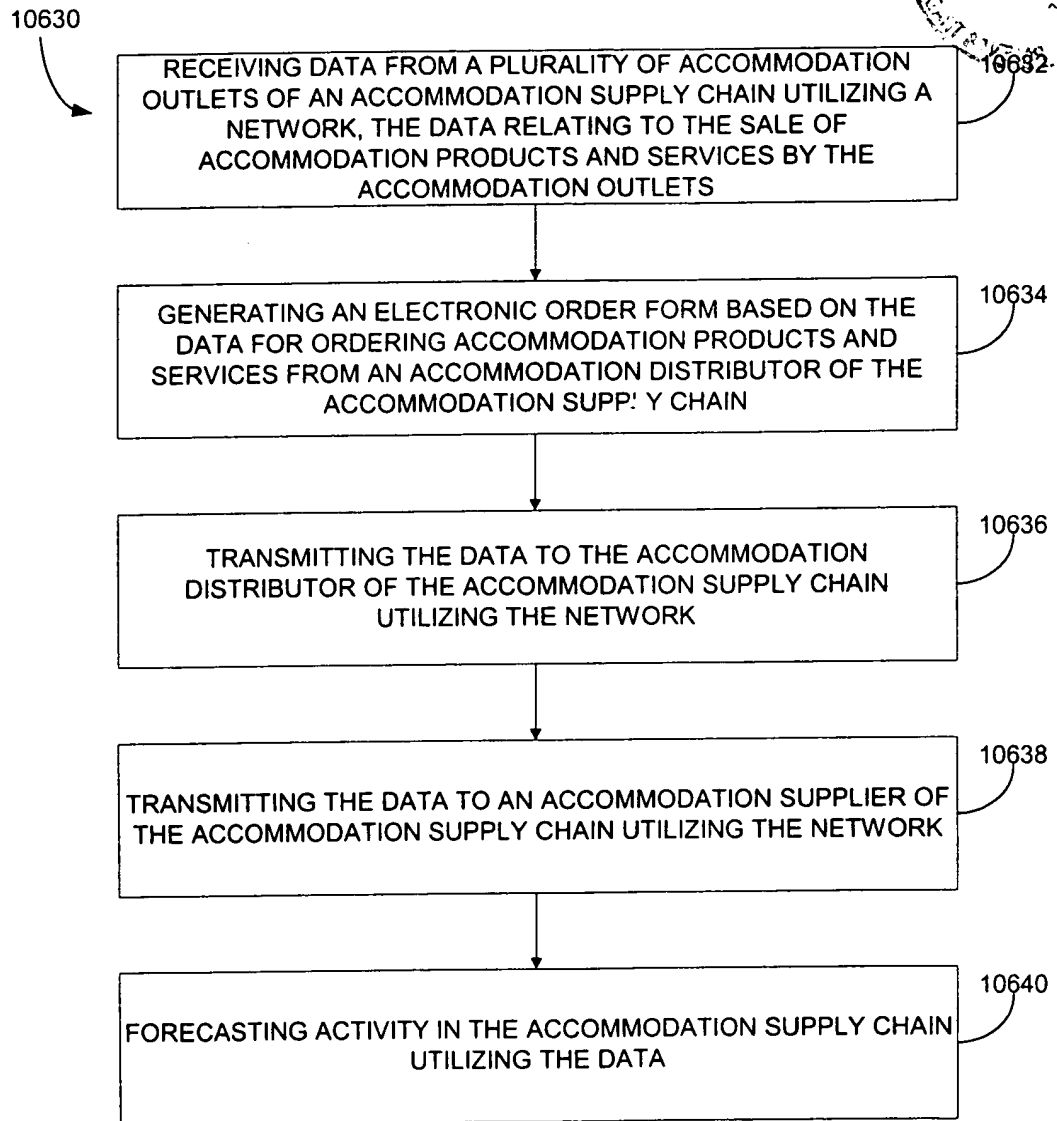 10630
10632
RECEIVING DATA FROM A PLURALITY OF ACCOMMODATION
OUTLETS OF AN ACCOMMODATION SUPPLY CHAIN UTILIZING A
NETWORK, THE DATA RELATING TO THE SALE OF
ACCOMMODATION PRODUCTS AND SERVICES BY THE
ACCOMMODATION OUTLETS
10634
GENERATING AN ELECTRONIC ORDER FORM BASED ON THE
DATA FOR ORDERING ACCOMMODATION PRODUCTS AND
SERVICES FROM AN ACCOMMODATION DISTRIBUTOR OF THE
ACCOMMODATION SUPPLY CHAIN
10636
TRANSMITTING THE DATA TO THE ACCOMMODATION
DISTRIBUTOR OF THE ACCOMMODATION SUPPLY CHAIN
UTILIZING THE NETWORK
10638
TRANSMITTING THE DATA TO AN ACCOMMODATION SUPPLIER OF
THE ACCOMMODATION SUPPLY CHAIN UTILIZING THE NETWORK
10640
FORECASTING ACTIVITY IN THE ACCOMMODATION SUPPLY CHAIN
UTILIZING THE DATA